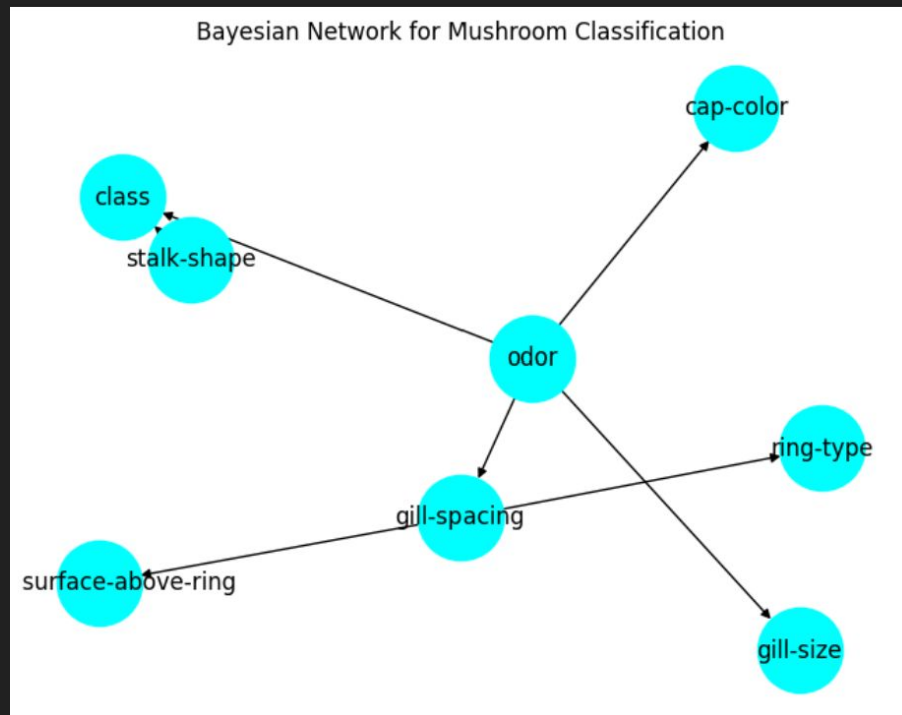 Bayesian Network for Mushroom Classification
cap-color
class
stalk-shape
odor
ring-type
gill-spacing
surface-above-ring
gill-size